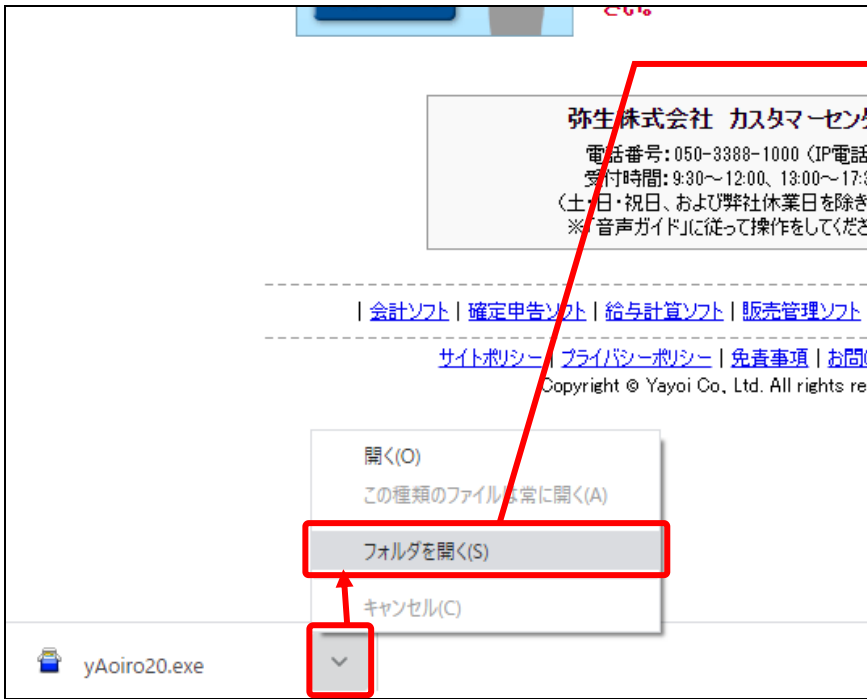 さい。
弥生株式会社 カスタマーセン
電話番号：050-3388-1000（IP電話
受付時間：9:30～12:00、13:00～17:3
（土・日・祝日、および弊社休業日を除き
※「音声ガイド」に従って操作をしてくださ
| 会計ソフト | 確定申告ソフト | 給与計算ソフト | 販売管理ソフト
サイトポリシー | プライバシーポリシー | 免責事項 | お問
Copyright © Yayoi Co., Ltd. All rights re
開く(O)
この種類のファイルは常に開く(A)
フォルダを開く(S)
キャンセル(C)
yAoiro20.exe